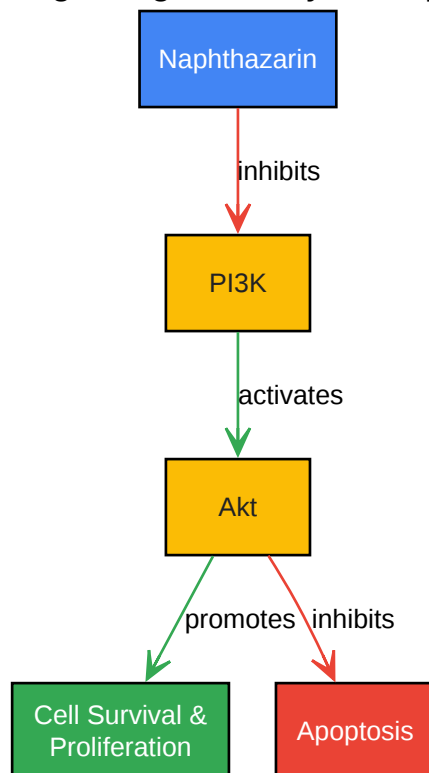 Naphthazarin
inhibits
PI3K
activates
Akt
promotes
inhibits
Cell Survival &
Proliferation
Apoptosis